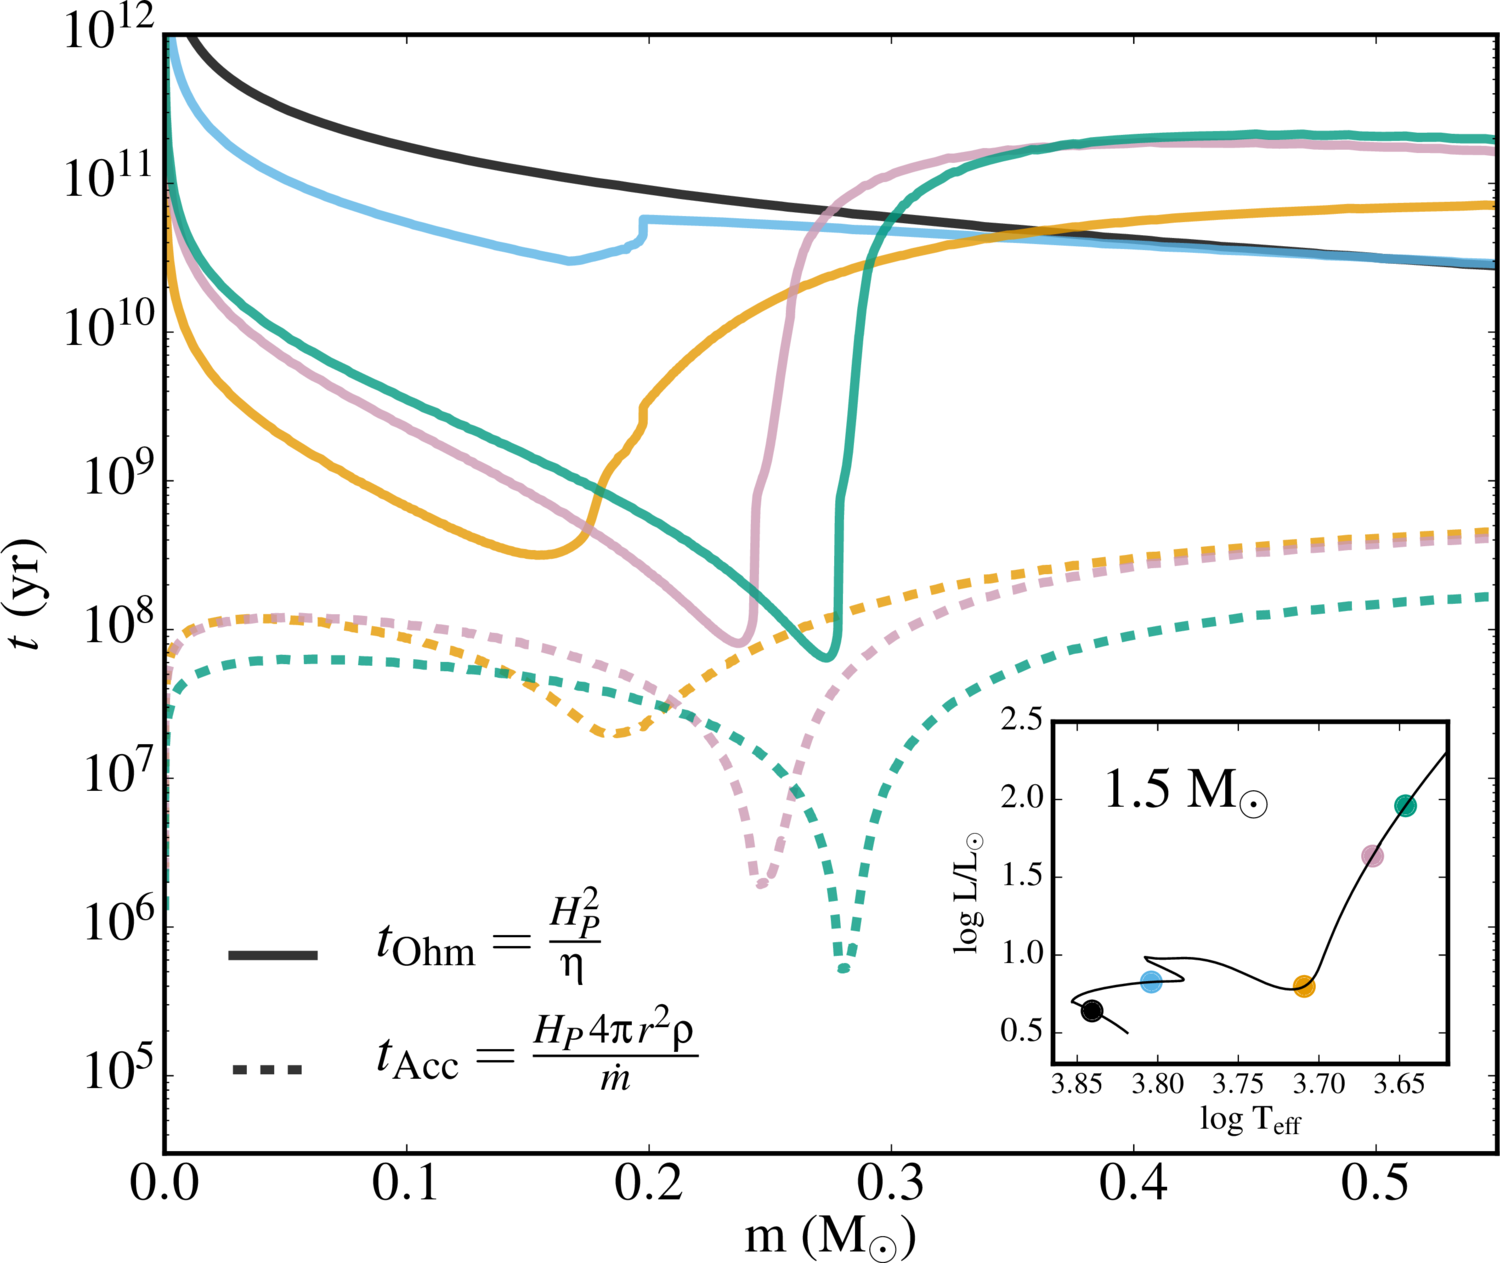 10^12
10^11
10^10
10^9
10^8
10^7
10^6
10^5
t (yr)
0.0 0.1 0.2 0.3 0.4 0.5
m (M☉)
t_Ohm = H_P^2 / η
t_Acc = H_P 4π r^2 ρ / ṁ
2.5
2.0
1.5
1.0
0.5
log L/L☉
1.5 M☉
3.85 3.80 3.75 3.70 3.65
log T_eff